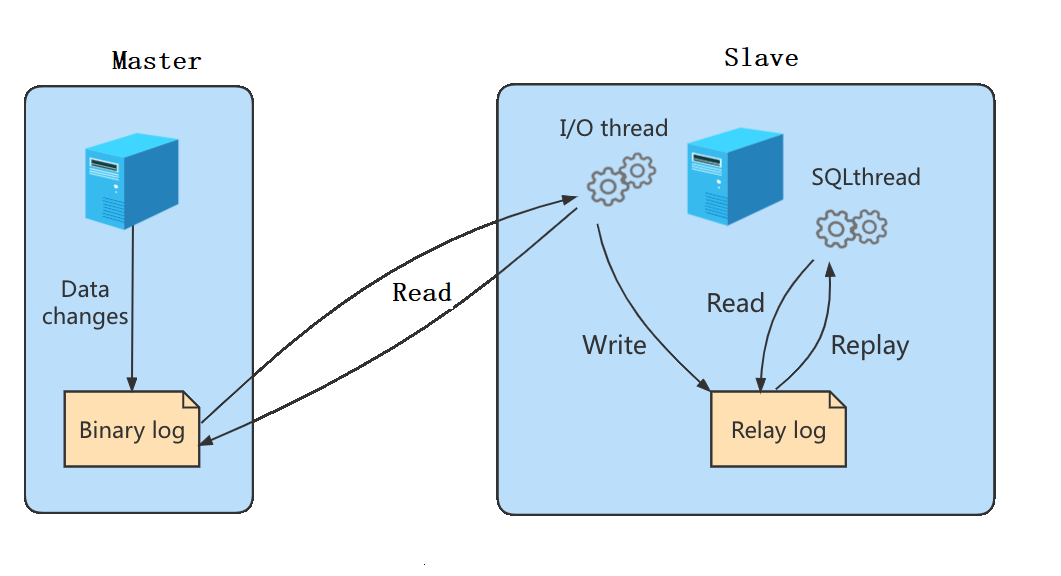 Master
Slave
I/O thread
SQLthread
Data
changes
Read
Read
Write
Replay
Binary log
Relay log